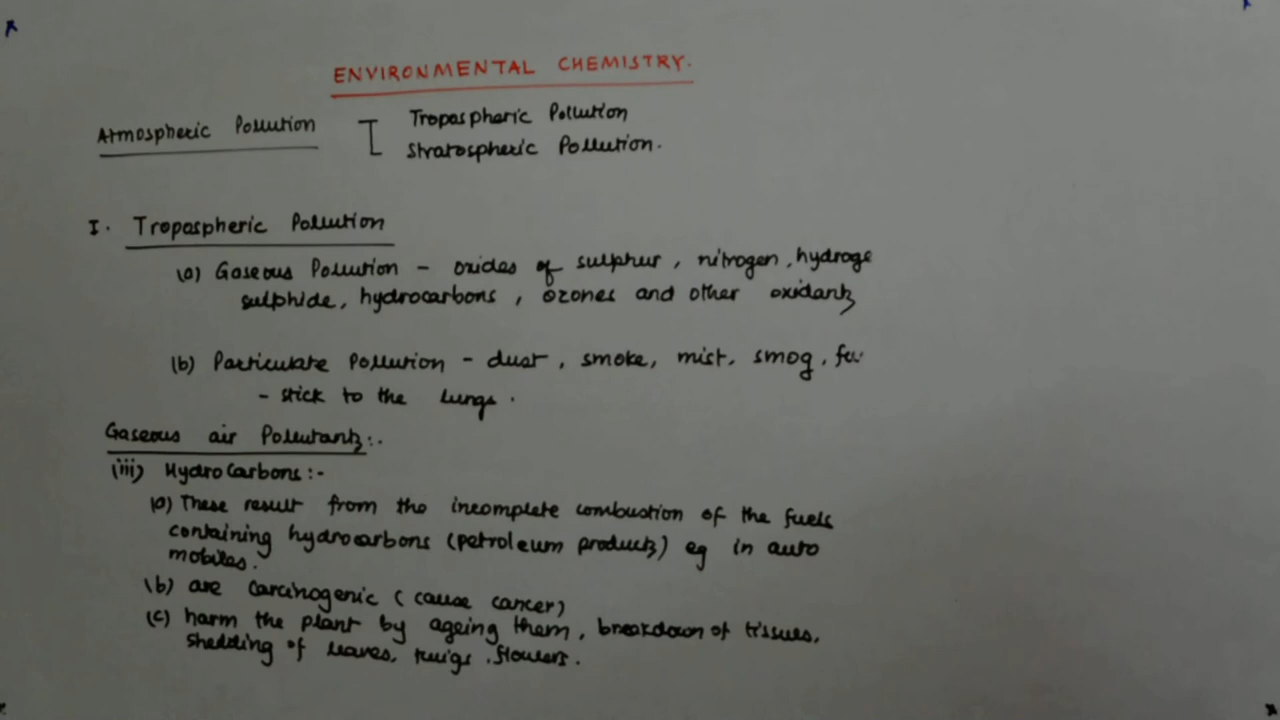 ENVIRONMENTAL CHEMISTRY.
Atmospheric Pollution
Tropospheric Pollution
Stratospheric Pollution.
I. Tropospheric Pollution
(a) Gaseous Pollution - oxides of sulphur, nitrogen, hydroge
sulphide, hydrocarbons, ozones and other oxidants
(b) Particulate Pollution - dust, smoke, mist, smog,
- stick to the lungs.
Gaseous air Pollutants:-
(iii) HydroCarbons:-
(a) These result from the incomplete combustion of the fuels
containing hydrocarbons (petroleum products) eg in auto
mobiles.
(b) are carcinogenic (cause cancer)
(c) harm the plant by ageing them, breakdown of tissues,
shedding of leaves, twigs, flowers.